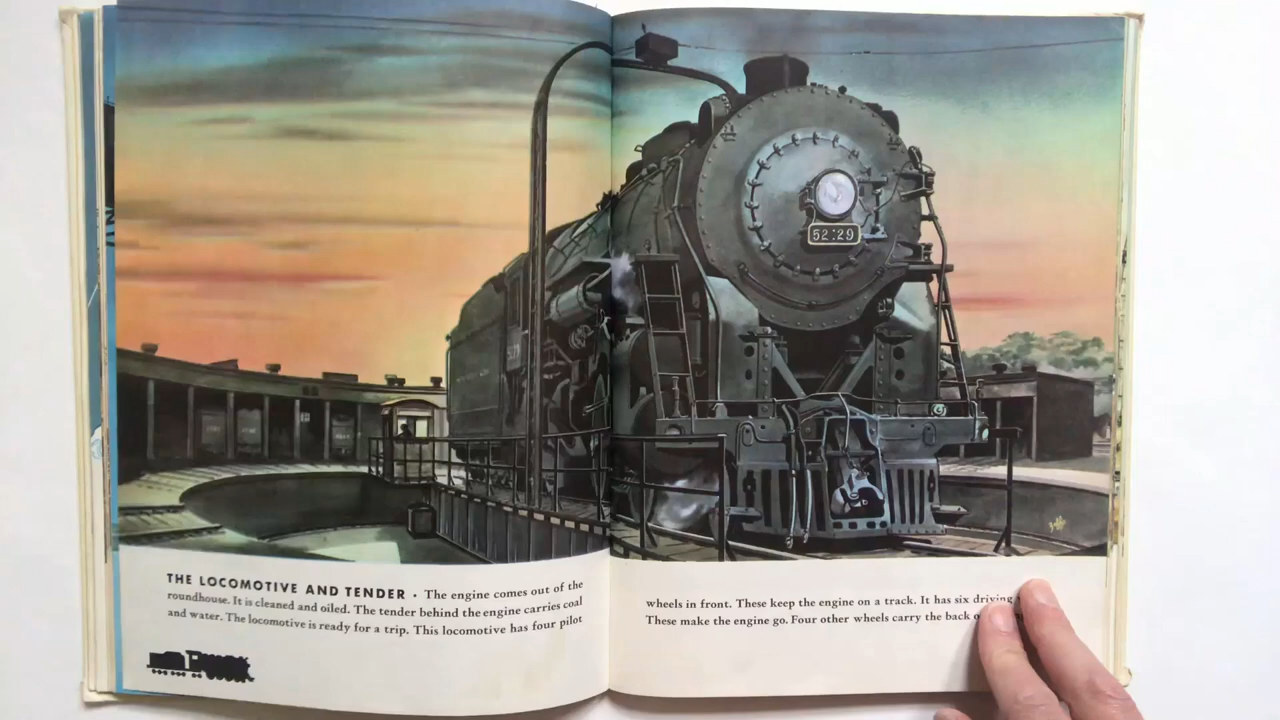 52:29
THE LOCOMOTIVE AND TENDER · The engine comes out of the
roundhouse. It is cleaned and oiled. The tender behind the engine carries coal
and water. The locomotive is ready for a trip. This locomotive has four pilot
wheels in front. These keep the engine on a track. It has six driving
These make the engine go. Four other wheels carry the back